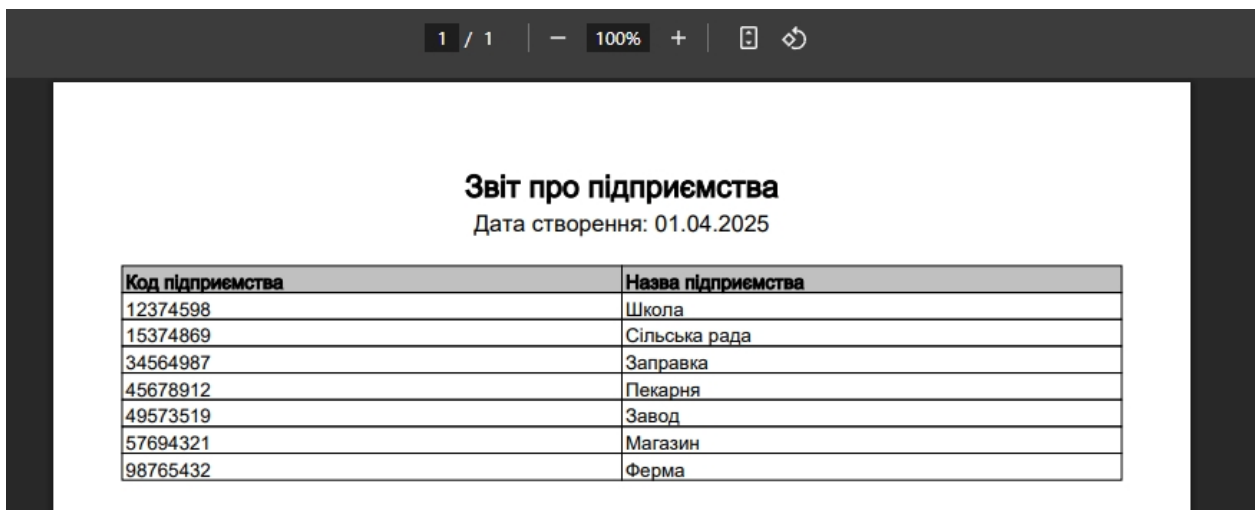 1 / 1 | − 100% + |
Звіт про підприємства
Дата створення: 01.04.2025
Код підприємства Назва підприємства
12374598 Школа
15374869 Сільська рада
34564987 Заправка
45678912 Пекарня
49573519 Завод
57694321 Магазин
98765432 Ферма